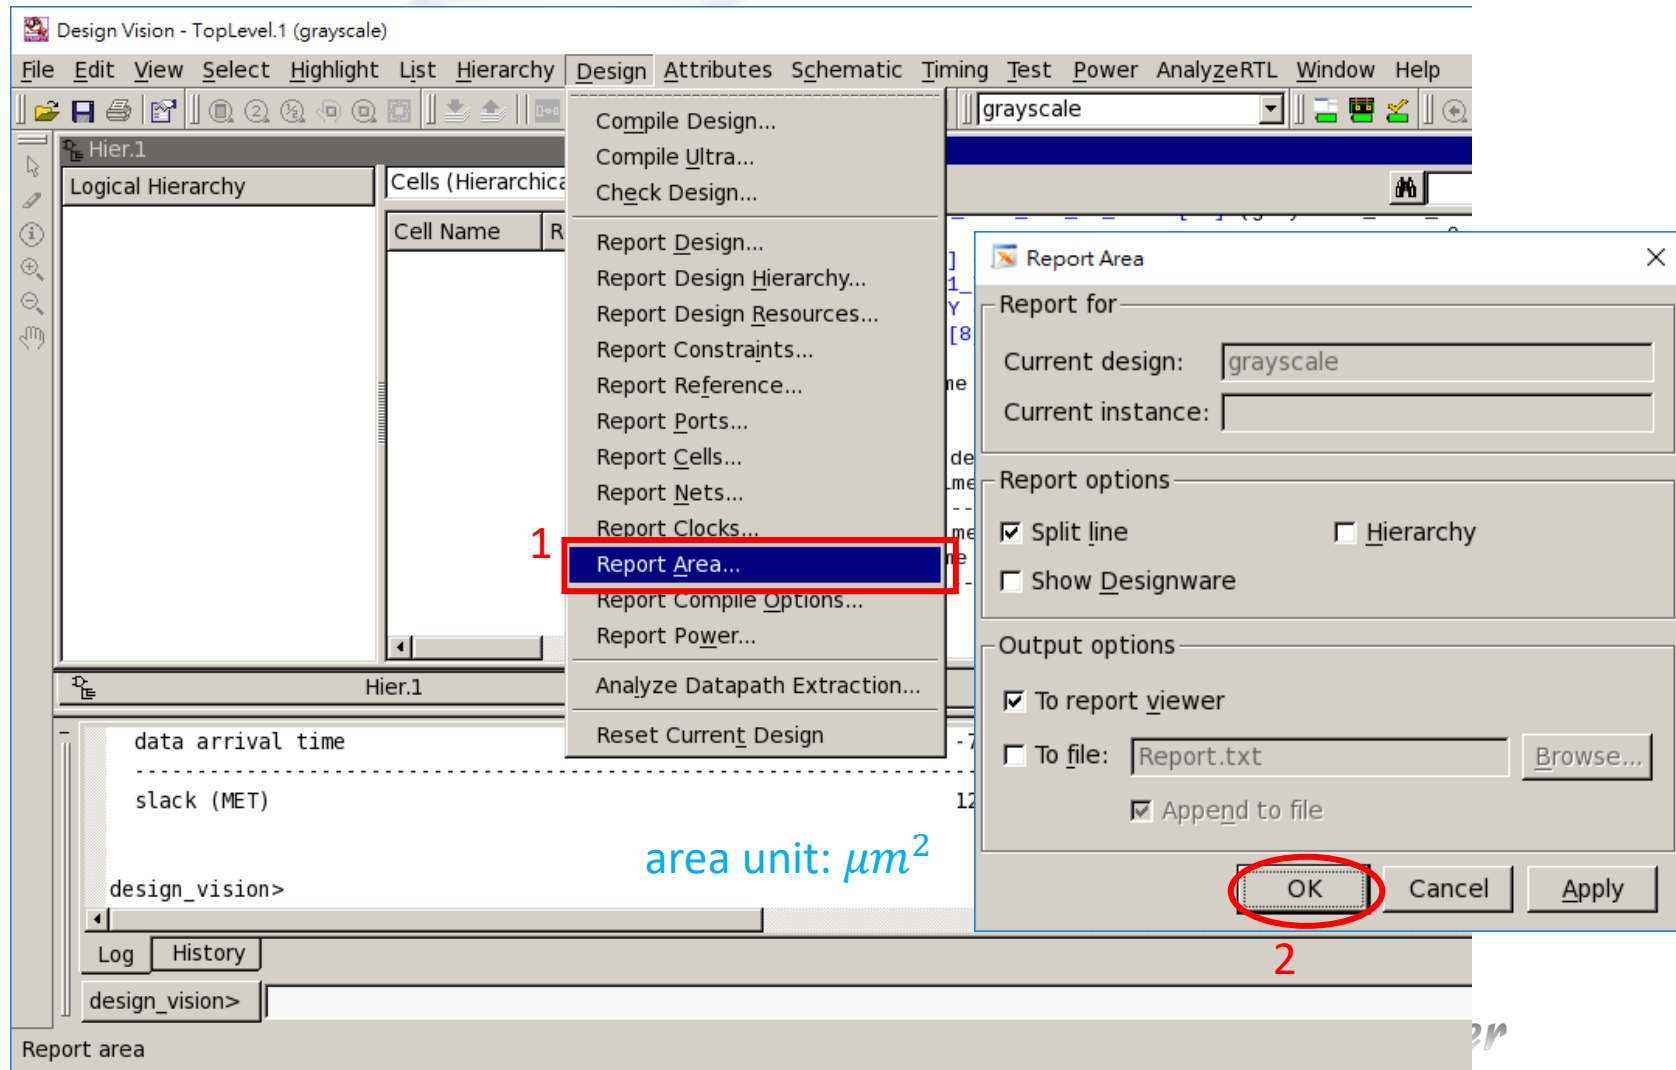 Design Vision - TopLevel.1 (grayscale)
File Edit View Select Highlight List Hierarchy Design Attributes Schematic Timing Test Power AnalyzeRTL Window Help
grayscale
Hier.1
Logical Hierarchy
Cells (Hierarchica
Cell Name
R
Compile Design...
Compile Ultra...
Check Design...
Report Design...
Report Design Hierarchy...
Report Design Resources...
Report Constraints...
Report Reference...
Report Ports...
Report Cells...
Report Nets...
Report Clocks...
1
Report Area...
Report Compile Options...
Report Power...
Analyze Datapath Extraction...
Reset Current Design
Hier.1
Report Area
Report for
Current design: grayscale
Current instance:
Report options
Split line
Hierarchy
Show Designware
Output options
To report viewer
To file: Report.txt Browse...
Append to file
OK Cancel Apply
2
data arrival time -7
slack (MET) 12
area unit: μm²
design_vision>
Log History
design_vision>
Report area
er